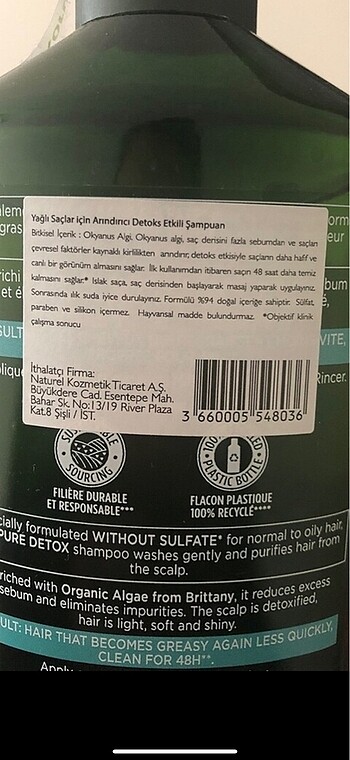 Yağlı Saçlar için Arındırıcı Detoks Etkili Şampuan
Bitkisel İçerik : Okyanus Algi, Okyanus algi, saç derisini fazla sebumdan ve saçları
çevresel faktörler kaynaklı kirlilikten arındırır, detoks etkisiyle saçların daha hafif ve
canlı bir görünüm almasını sağlar. İlk kullanımdan itibaren saçın 48 saat daha temiz
kalmasını sağlar.* Islak saça, saç derisinden başlayarak masaj yaparak uygulayınız.
Sonrasında ılık suda iyice durulayınız. Formülü %94 doğal içeriğe sahiptir. Sülfat,
paraben ve silikon içermez. Hayvansal madde bulundurmaz. *Objektif klinik
çalışma sonucu
İthalatçı Firma:
Naturel Kozmetik Ticaret A.Ş.
Büyükdere Cad. Esentepe Mah.
Bahar Sk. No:13/19 River Plaza
Kat.8 Şişli / İST.
3 660005 548036
Rincer.
SOURCING
PLASTIC BOTTLE
FILIÈRE DURABLE
ET RESPONSABLE***
FLACON PLASTIQUE
100% RECYCLÉ****
cially formulated WITHOUT SULFATE* for normal to oily hair,
PURE DETOX shampoo washes gently and purifies hair from
the scalp.
riched with Organic Algae from Brittany, it reduces excess
sebum and eliminates impurities. The scalp is detoxified,
hair is light, soft and shiny.
ULT: HAIR THAT BECOMES GREASY AGAIN LESS QUICKLY,
CLEAN FOR 48H**.